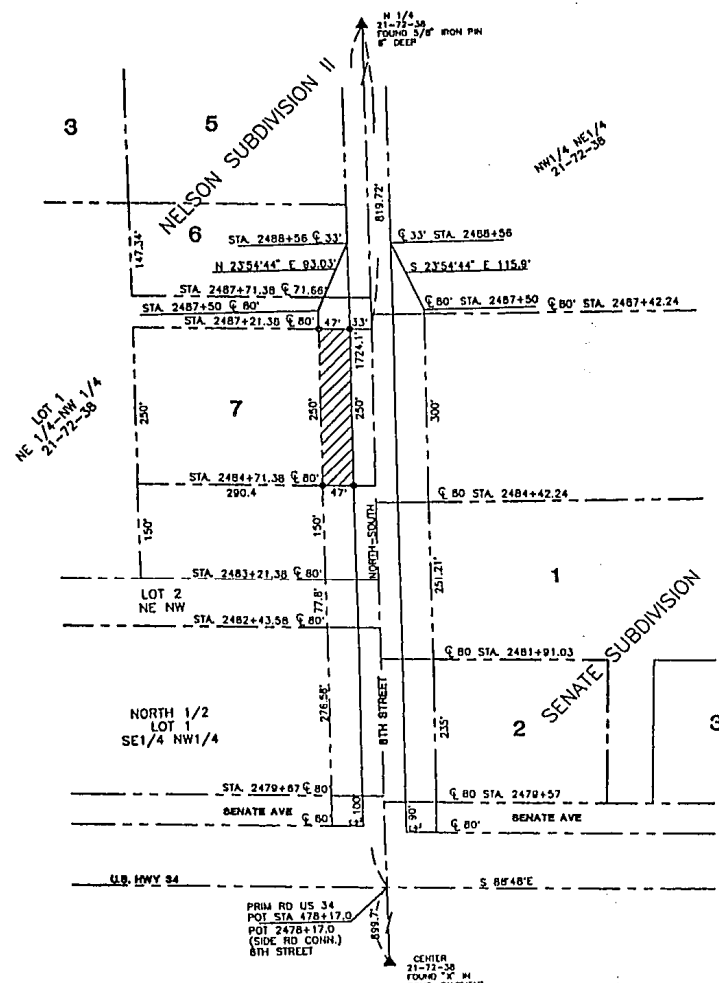 N 1/4
21-72-38
FOUND 5/8" IRON PIN
8" DEEP
NELSON SUBDIVISION II
3
5
NW1/4 NE1/4
21-72-38
819.72'
6
147.34'
STA. 2488+56 ℄ 33'
℄ 33' STA. 2488+56
N 23°54'44" E 93.03'
S 23°54'44" E 115.9'
STA. 2487+71.38 ℄ 71.66'
STA. 2487+50 ℄ 80'
℄ 80' STA. 2487+50
℄ 80' STA. 2487+42.24
STA. 2487+21.38 ℄ 80'
47'
33'
1724.1'
LOT 1
NE 1/4-NW 1/4
21-72-38
250'
7
250'
250'
300'
STA. 2484+71.38 ℄ 80'
290.4
47'
℄ 80 STA. 2484+42.24
150'
150'
NORTH-SOUTH
251.21'
1
STA. 2483+21.38 ℄ 80'
LOT 2
NE NW
77.8'
STA. 2482+43.58 ℄ 80'
℄ 80 STA. 2481+91.03
SENATE SUBDIVISION
NORTH 1/2
LOT 1
SE1/4 NW1/4
276.58'
8TH STREET
235'
2
3
STA. 2479+67 ℄ 80'
℄ 80 STA. 2479+57
SENATE AVE
100'
90'
SENATE AVE
℄ 80'
℄ 80'
U.S. HWY 34
S 88°48'E
PRIM RD US 34
POT STA 478+17.0
POT 2478+17.0
(SIDE RD CONN.)
8TH STREET
899.7'
CENTER
21-72-38
FOUND "X" IN